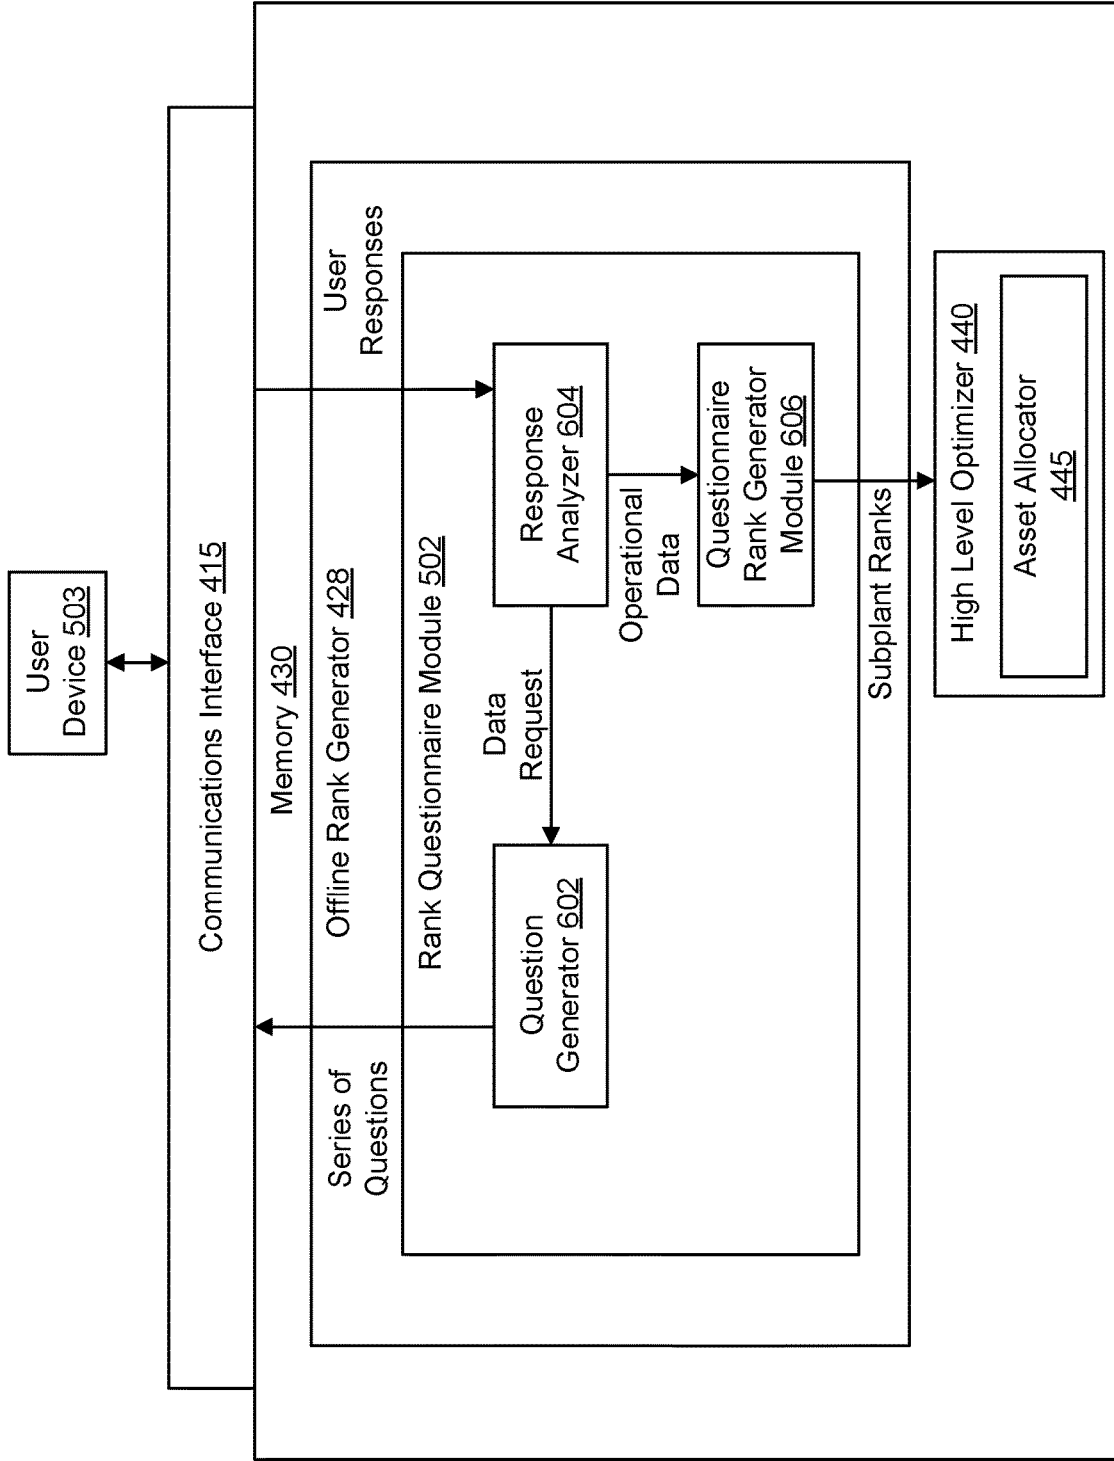 User
Device 503
Communications Interface 415
Memory 430
Offline Rank Generator 428
Series of
Questions
User
Responses
Rank Questionnaire Module 502
Question
Generator 602
Data
Request
Response
Analyzer 604
Operational
Data
Questionnaire
Rank Generator
Module 606
Subplant Ranks
High Level Optimizer 440
Asset Allocator
445